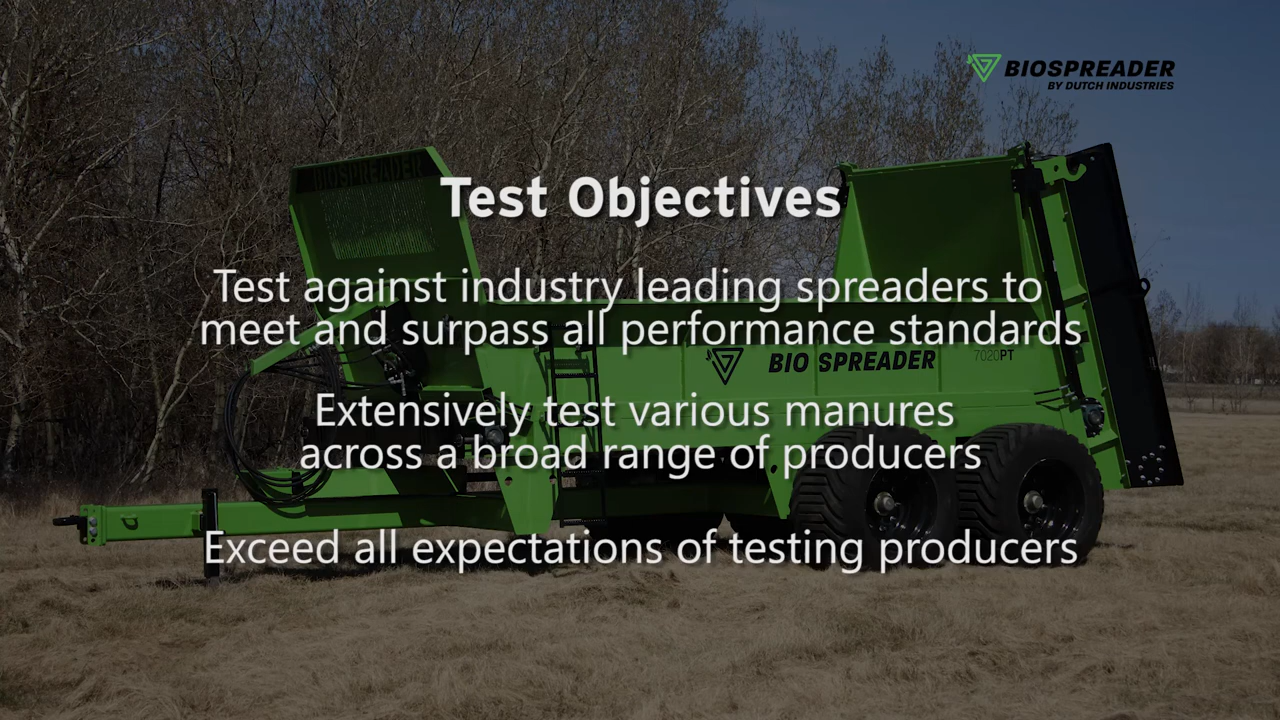 BIOSPREADER
BY DUTCH INDUSTRIES
BIOSPREADER
Test Objectives
Test against industry leading spreaders to
meet and surpass all performance standards
BIO SPREADER
7020PT
Extensively test various manures
across a broad range of producers
Exceed all expectations of testing producers